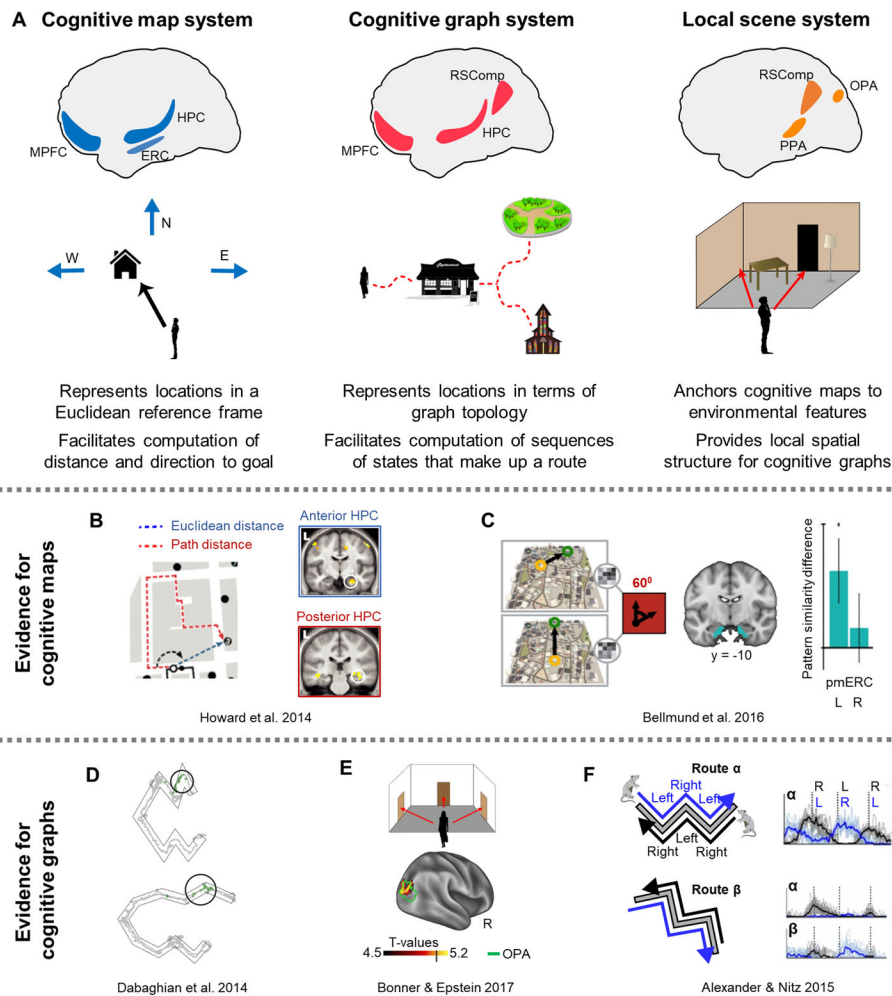 A
Cognitive map system
Cognitive graph system
Local scene system
MPFC
HPC
ERC
MPFC
RSComp
HPC
RSComp
OPA
PPA
N
W
E
Represents locations in a
Euclidean reference frame
Facilitates computation of
distance and direction to goal
Represents locations in terms of
graph topology
Facilitates computation of sequences
of states that make up a route
Anchors cognitive maps to
environmental features
Provides local spatial
structure for cognitive graphs
Evidence for
cognitive maps
B
Euclidean distance
Path distance
Anterior HPC
L
Posterior HPC
L
Howard et al. 2014
C
60⁰
y = -10
Pattern similarity difference
*
pmERC
L R
Bellmund et al. 2016
Evidence for
cognitive graphs
D
Dabaghian et al. 2014
E
R
T-values
4.5 5.2
OPA
Bonner & Epstein 2017
F
Route α
Right
Left Left
Left
Right Right
Route β
α
R L R
L R L
α
β
Alexander & Nitz 2015